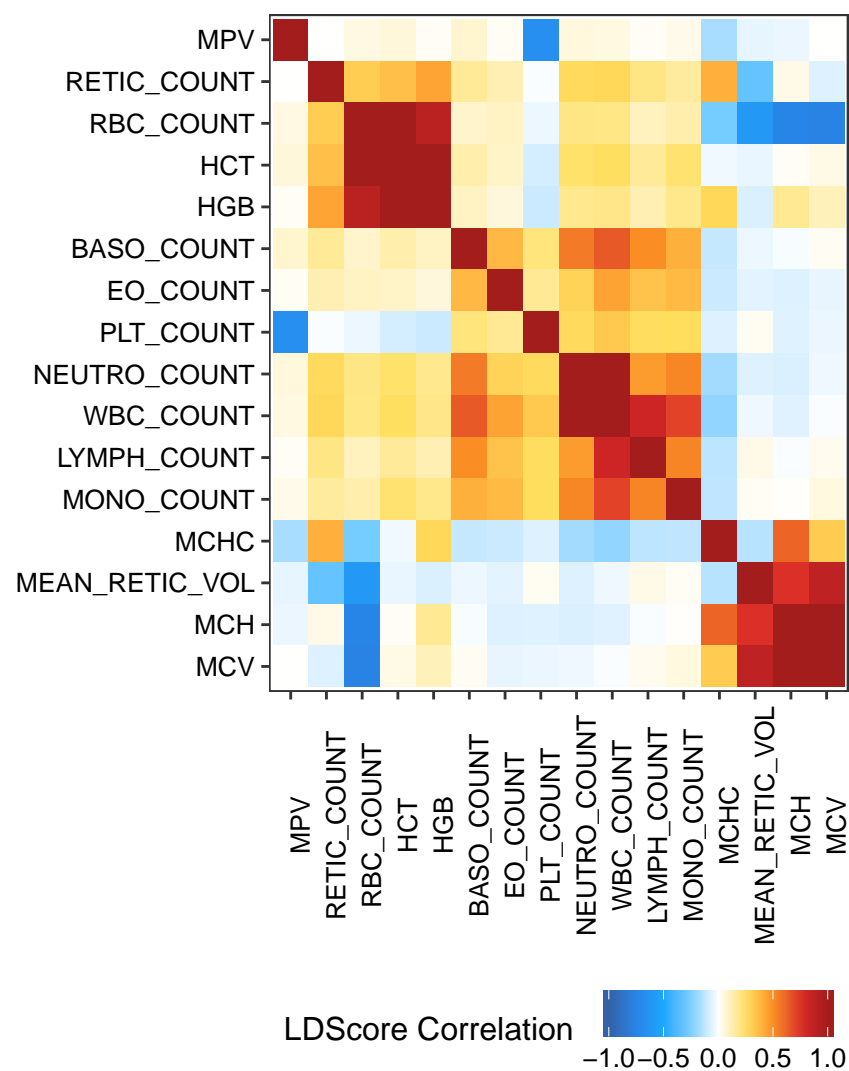 MPV
RETIC_COUNT
RBC_COUNT
HCT
HGB
BASO_COUNT
EO_COUNT
PLT_COUNT
NEUTRO_COUNT
WBC_COUNT
LYMPH_COUNT
MONO_COUNT
MCHC
MEAN_RETIC_VOL
MCH
MCV
MPV
RETIC_COUNT
RBC_COUNT
HCT
HGB
BASO_COUNT
EO_COUNT
PLT_COUNT
NEUTRO_COUNT
WBC_COUNT
LYMPH_COUNT
MONO_COUNT
MCHC
MEAN_RETIC_VOL
MCH
MCV
LDScore Correlation
−1.0 −0.5 0.0 0.5 1.0